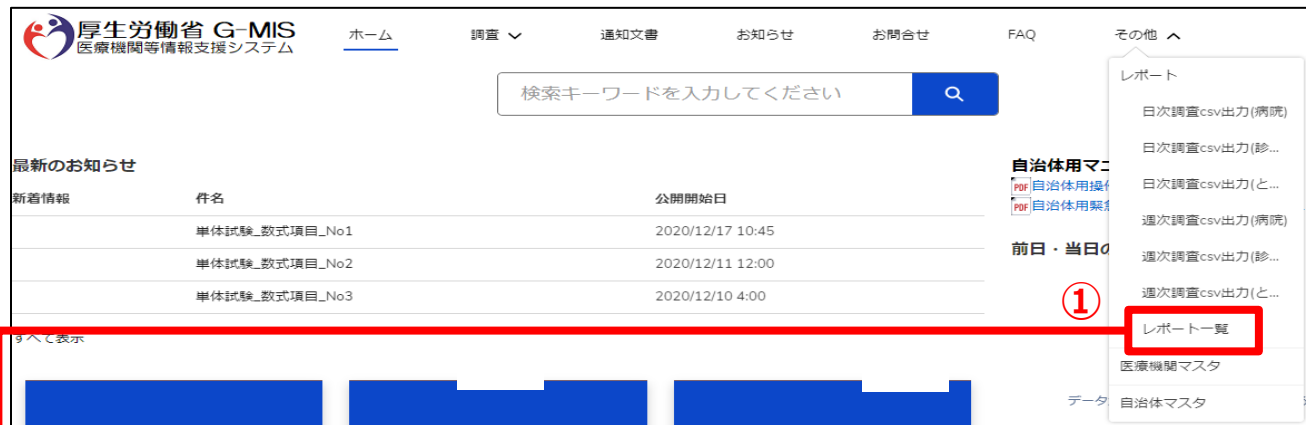 厚生労働省 G-MIS
医療機関等情報支援システム
ホーム
調査
通知文書
お知らせ
お問合せ
FAQ
その他
検索キーワードを入力してください
レポート
日次調査csv出力(病院)
日次調査csv出力(診...
日次調査csv出力(と...
週次調査csv出力(病院)
週次調査csv出力(診...
週次調査csv出力(と...
①
レポート一覧
医療機関マスタ
自治体マスタ
最新のお知らせ
新着情報 件名 公開開始日
単体試験_数式項目_No1 2020/12/17 10:45
単体試験_数式項目_No2 2020/12/11 12:00
単体試験_数式項目_No3 2020/12/10 4:00
すべて表示
自治体用マニ
PDF 自治体用操作
PDF 自治体用緊急
前日・当日の
データ